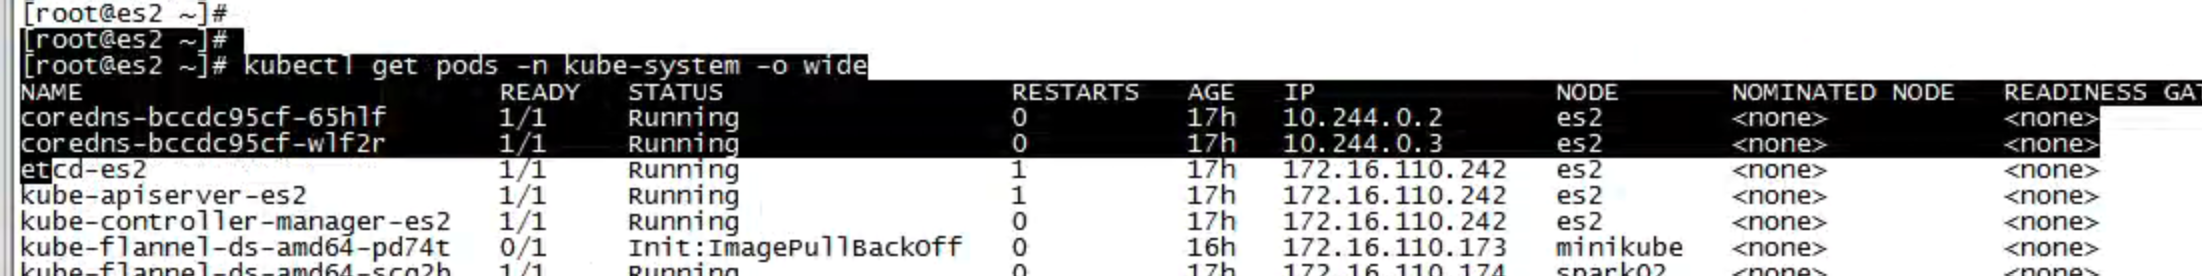 [root@es2 ~]#
[root@es2 ~]#
[root@es2 ~]# kubectl get pods -n kube-system -o wide
NAME READY STATUS RESTARTS AGE IP NODE NOMINATED NODE READINESS GAT
coredns-bccdc95cf-65hlf 1/1 Running 0 17h 10.244.0.2 es2 <none> <none>
coredns-bccdc95cf-wlf2r 1/1 Running 0 17h 10.244.0.3 es2 <none> <none>
etcd-es2 1/1 Running 1 17h 172.16.110.242 es2 <none> <none>
kube-apiserver-es2 1/1 Running 1 17h 172.16.110.242 es2 <none> <none>
kube-controller-manager-es2 1/1 Running 0 17h 172.16.110.242 es2 <none> <none>
kube-flannel-ds-amd64-pd74t 0/1 Init:ImagePullBackOff 0 16h 172.16.110.173 minikube <none> <none>
kube-flannel-ds-amd64-scg2b 1/1 Running 0 17h 172.16.110.174 spark02 <none> <none>